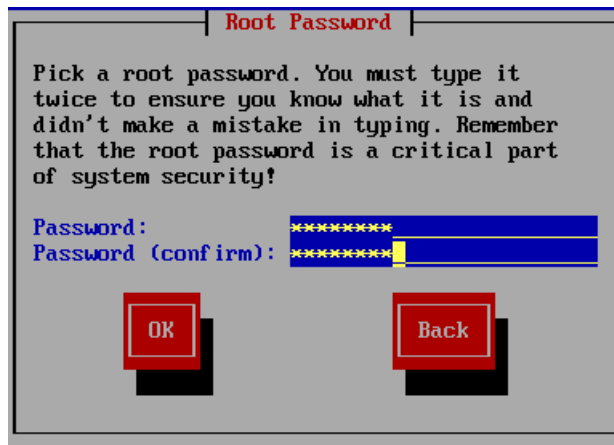 Root Password
Pick a root password. You must type it
twice to ensure you know what it is and
didn't make a mistake in typing. Remember
that the root password is a critical part
of system security!
Password: ********
Password (confirm): ********
OK Back